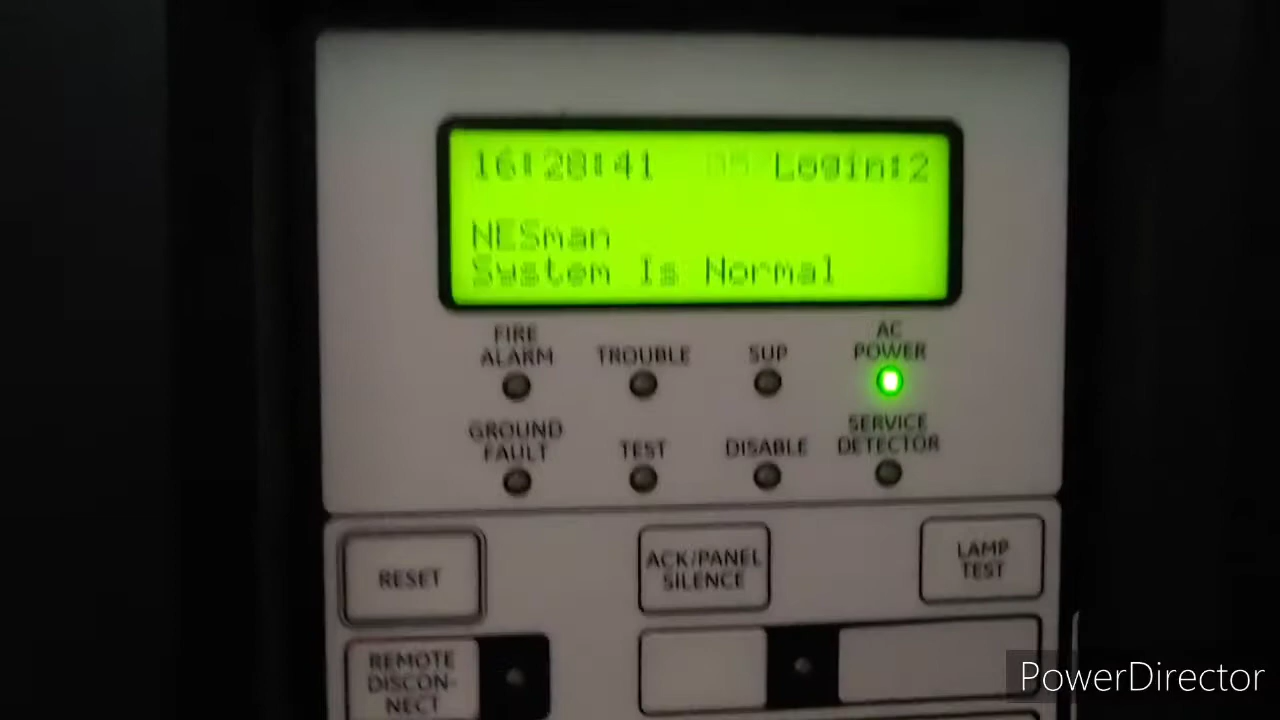 16:28:41 Login:2
NESman
System Is Normal
FIRE
ALARM
TROUBLE
SUP
AC
POWER
GROUND
FAULT
TEST
DISABLE
SERVICE
DETECTOR
RESET
ACK/PANEL
SILENCE
LAMP
TEST
REMOTE
DISCON-
NECT
PowerDirector